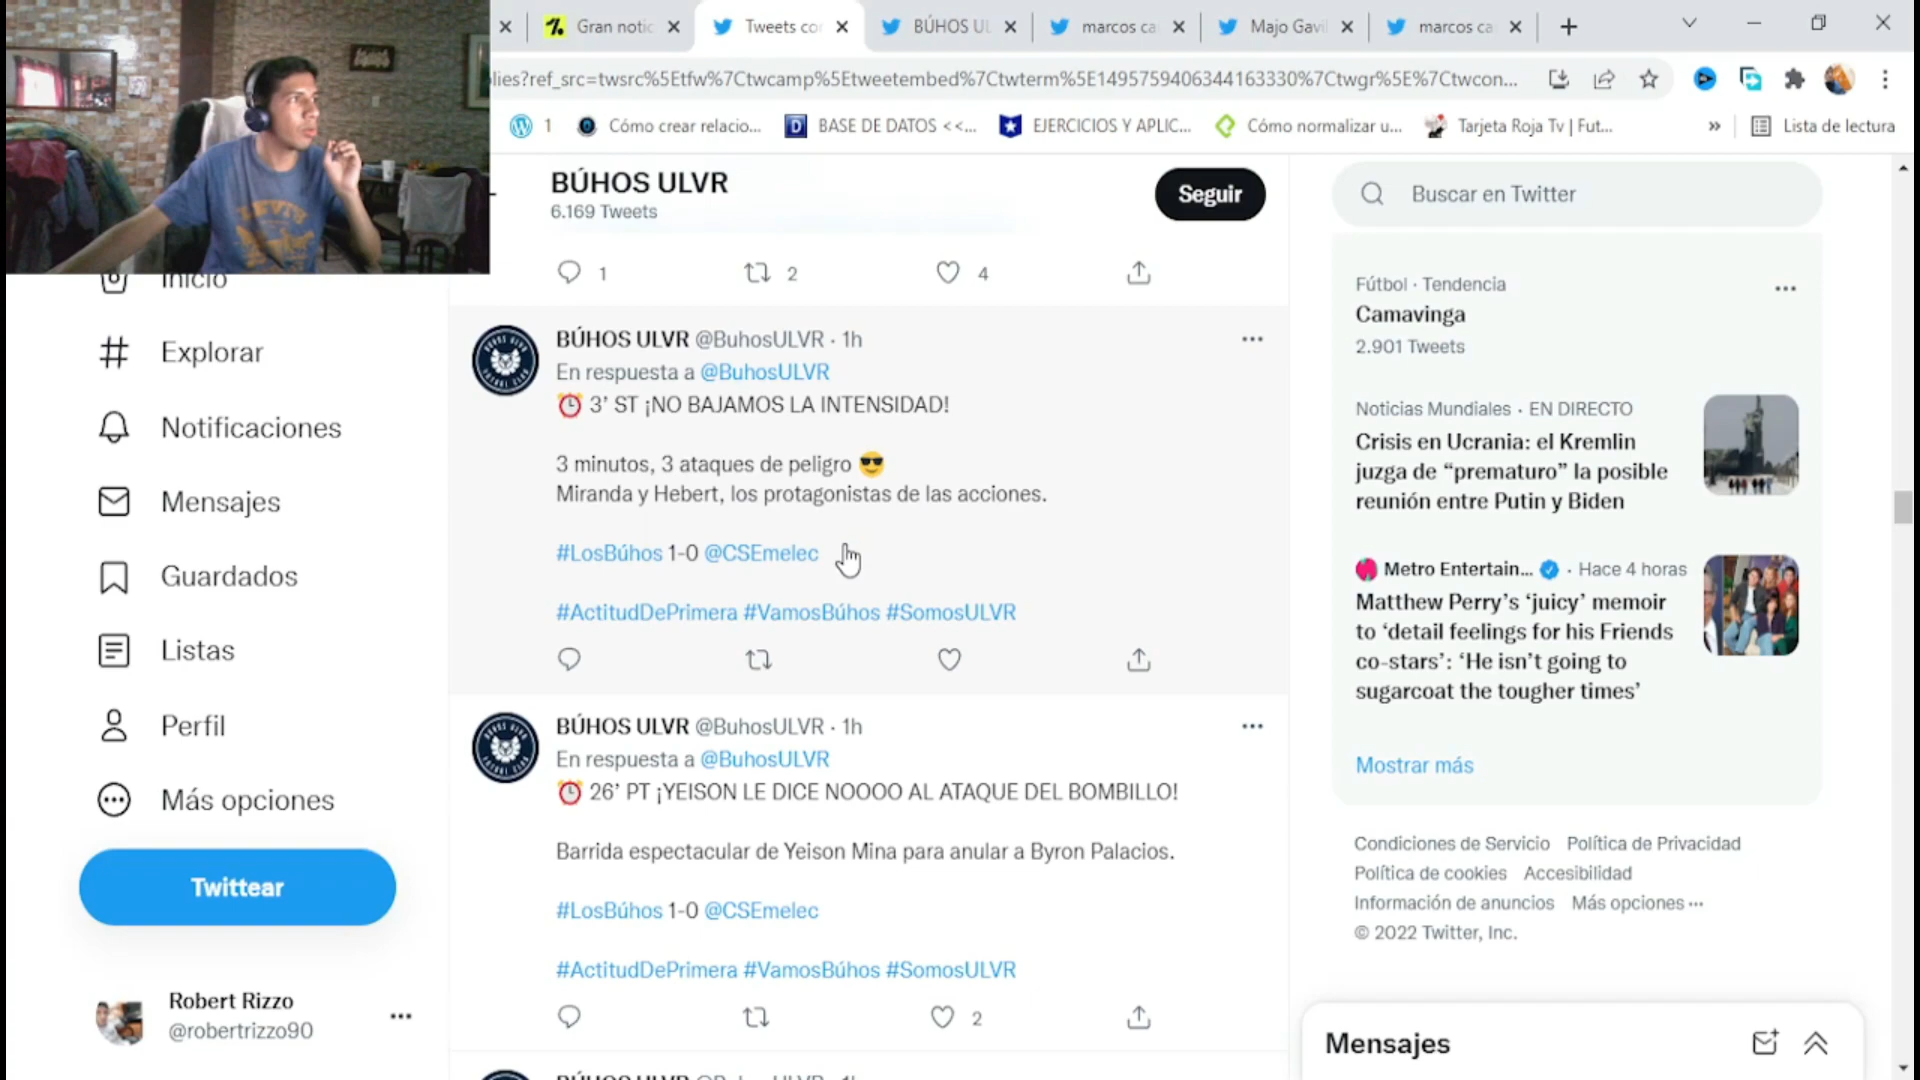 Gran notic
Tweets co
BÚHOS UL
marcos ca
Majo Gavil
marcos ca
lies?ref_src=twsrc%5Etfw%7Ctwcamp%5Etweetembed%7Ctwterm%5E1495759406344163330%7Ctwgr%5E%7Ctwcon...
1
Cómo crear relacio...
BASE DE DATOS <<...
EJERCICIOS Y APLIC...
Cómo normalizar u...
Tarjeta Roja Tv | Fut...
»
Lista de lectura
BÚHOS ULVR
6.169 Tweets
Seguir
Buscar en Twitter
1 2 4
Inicio
Explorar
Notificaciones
Mensajes
Guardados
Listas
Perfil
Más opciones
Twittear
Robert Rizzo
@robertrizzo90
BÚHOS ULVR @BuhosULVR · 1h
En respuesta a @BuhosULVR
⏰ 3' ST ¡NO BAJAMOS LA INTENSIDAD!
3 minutos, 3 ataques de peligro 😎
Miranda y Hebert, los protagonistas de las acciones.
#LosBúhos 1-0 @CSEmelec
#ActitudDePrimera #VamosBúhos #SomosULVR
BÚHOS ULVR @BuhosULVR · 1h
En respuesta a @BuhosULVR
⏰ 26' PT ¡YEISON LE DICE NOOOO AL ATAQUE DEL BOMBILLO!
Barrida espectacular de Yeison Mina para anular a Byron Palacios.
#LosBúhos 1-0 @CSEmelec
#ActitudDePrimera #VamosBúhos #SomosULVR
2
BÚHOS ULVR @BuhosULVR · 1h
Fútbol · Tendencia
Camavinga
2.901 Tweets
Noticias Mundiales · EN DIRECTO
Crisis en Ucrania: el Kremlin
juzga de “prematuro” la posible
reunión entre Putin y Biden
Metro Entertain... · Hace 4 horas
Matthew Perry’s ‘juicy’ memoir
to ‘detail feelings for his Friends
co-stars’: ‘He isn’t going to
sugarcoat the tougher times’
Mostrar más
Condiciones de Servicio Política de Privacidad
Política de cookies Accesibilidad
Información de anuncios Más opciones ···
© 2022 Twitter, Inc.
Mensajes